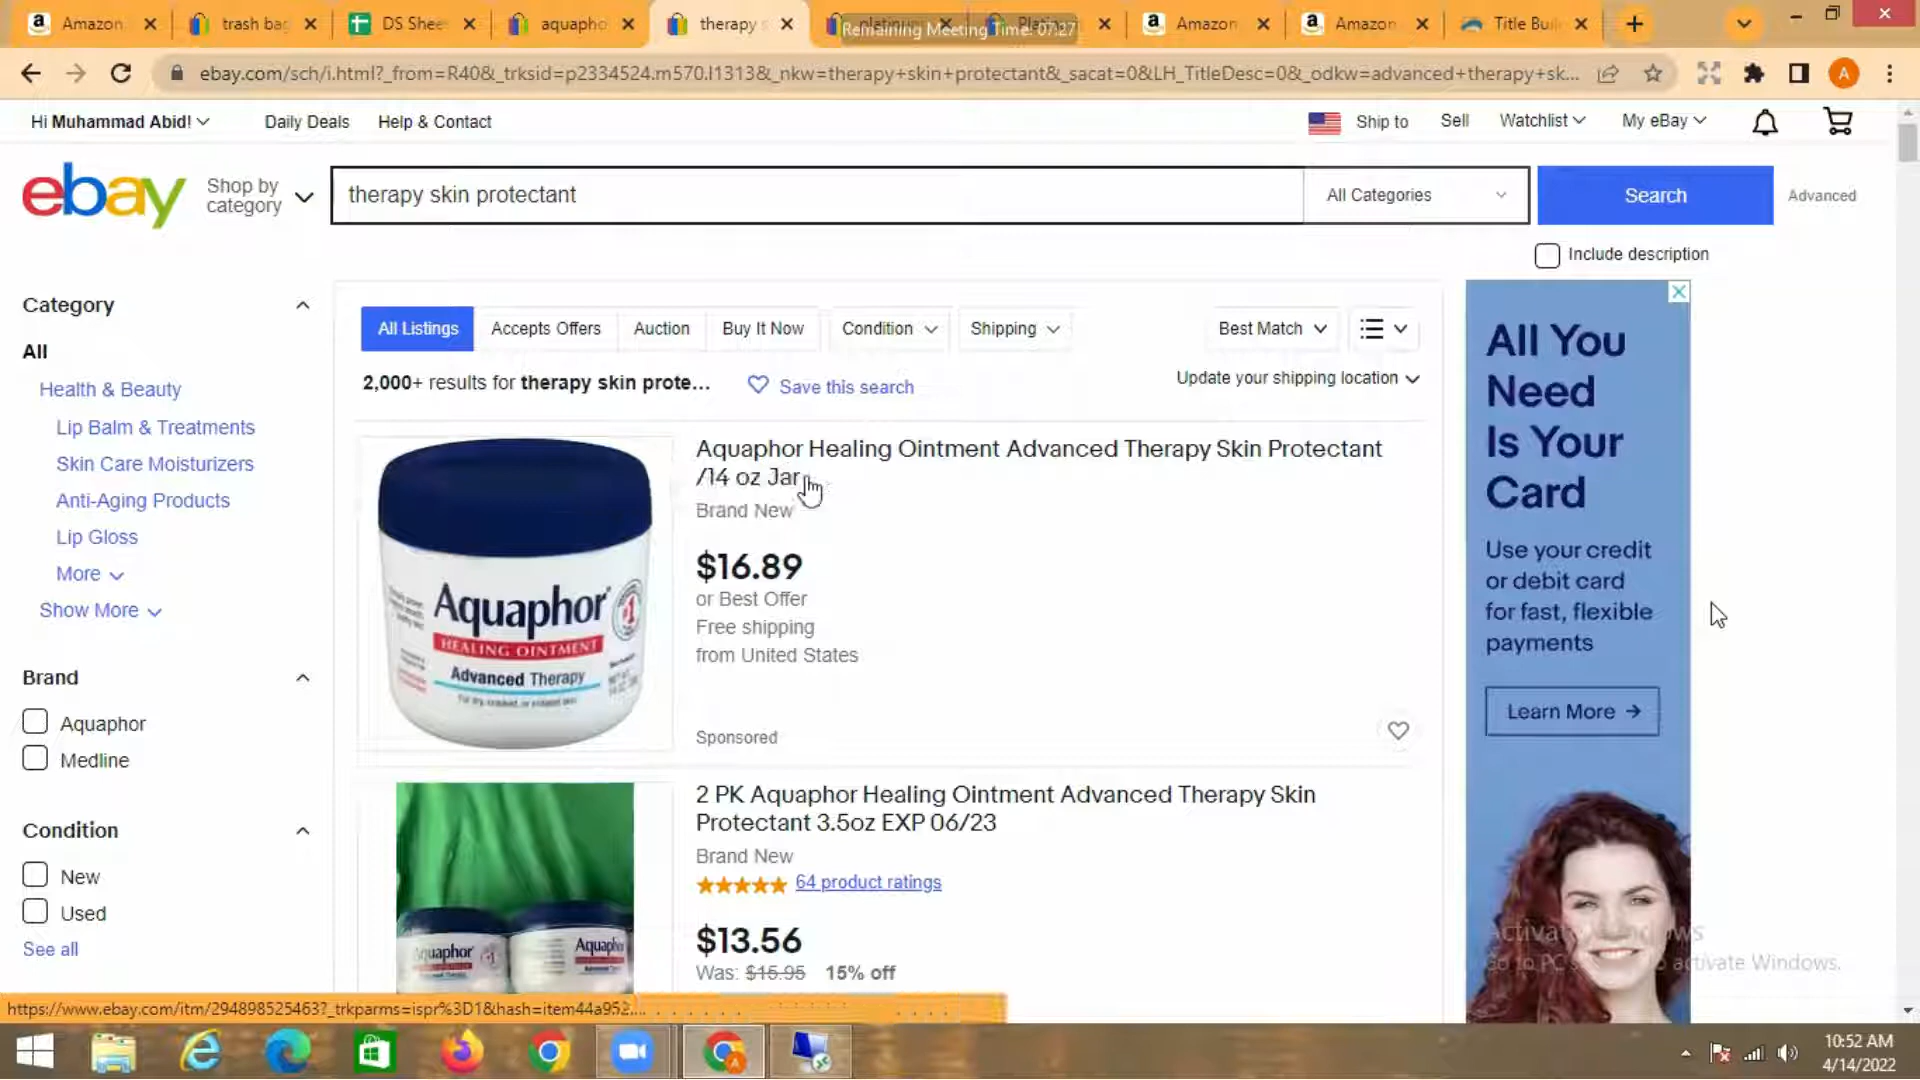 Amazon
trash bag
DS Shee
aquapho
therapy s
platinu
Plati
Amazon
Amazon
Title Buil
Remaining Meeting Time: 07:27
ebay.com/sch/i.html?_from=R40&_trksid=p2334524.m570.l1313&_nkw=therapy+skin+protectant&_sacat=0&LH_TitleDesc=0&_odkw=advanced+therapy+sk...
A
Hi Muhammad Abid!
Daily Deals
Help & Contact
Ship to
Sell
Watchlist
My eBay
ebay
Shop by
category
therapy skin protectant
All Categories
Search
Advanced
Include description
Category
All
Health & Beauty
Lip Balm & Treatments
Skin Care Moisturizers
Anti-Aging Products
Lip Gloss
More
Show More
Brand
Aquaphor
Medline
Condition
New
Used
See all
All Listings
Accepts Offers
Auction
Buy It Now
Condition
Shipping
Best Match
2,000+ results for therapy skin prote...
Save this search
Update your shipping location
Aquaphor Healing Ointment Advanced Therapy Skin Protectant
/14 oz Jar
Brand New
$16.89
or Best Offer
Free shipping
from United States
Sponsored
Aquaphor
#1
HEALING OINTMENT
Advanced Therapy
2 PK Aquaphor Healing Ointment Advanced Therapy Skin
Protectant 3.5oz EXP 06/23
Brand New
64 product ratings
$13.56
Was: $15.95 15% off
All You
Need
Is Your
Card
Use your credit
or debit card
for fast, flexible
payments
Learn More →
activate Windows.
https://www.ebay.com/itm/294898525463?_trkparms=ispr%3D1&hash=item44a952...
10:52 AM
4/14/2022